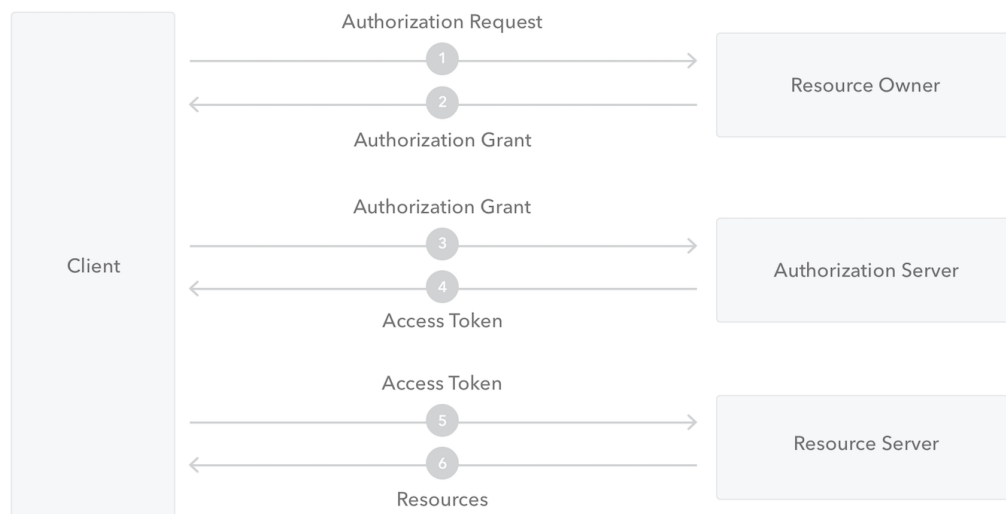 Authorization Request
1
Resource Owner
2
Authorization Grant
Authorization Grant
3
Client
Authorization Server
4
Access Token
Access Token
5
Resource Server
6
Resources